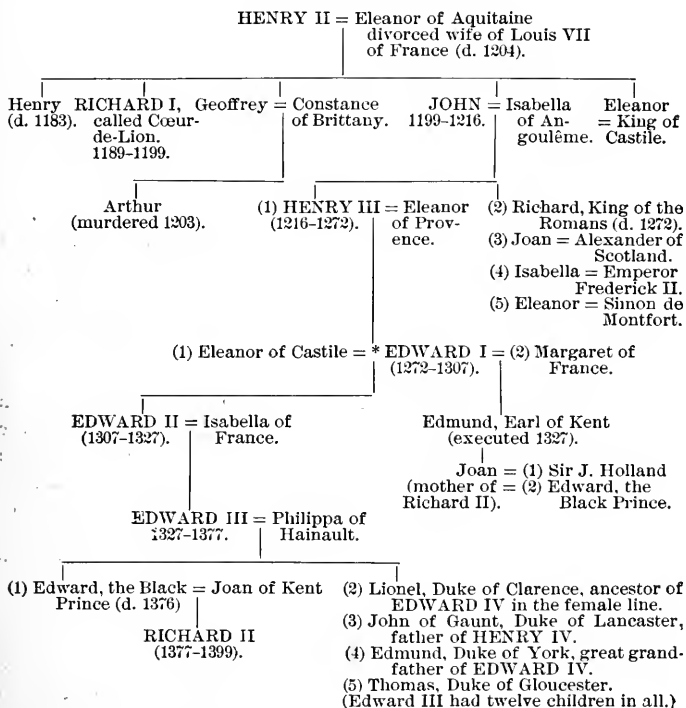 HENRY II = Eleanor of Aquitaine
divorced wife of Louis VII
of France (d. 1204).
Henry
(d. 1183).
RICHARD I,
called Cœur-
de-Lion.
1189-1199.
Geoffrey = Constance
of Brittany.
JOHN = Isabella
1199-1216. of An-
goulême.
Eleanor
= King of
Castile.
Arthur
(murdered 1203).
(1) HENRY III = Eleanor
(1216-1272). of Prov-
ence.
(2) Richard, King of the
Romans (d. 1272).
(3) Joan = Alexander of
Scotland.
(4) Isabella = Emperor
Frederick II.
(5) Eleanor = Simon de
Montfort.
(1) Eleanor of Castile = * EDWARD I = (2) Margaret of
(1272-1307). France.
EDWARD II = Isabella of
(1307-1327). France.
Edmund, Earl of Kent
(executed 1327).
Joan = (1) Sir J. Holland
(mother of = (2) Edward, the
Richard II). Black Prince.
EDWARD III = Philippa of
1327-1377. Hainault.
(1) Edward, the Black = Joan of Kent
Prince (d. 1376)
RICHARD II
(1377-1399).
(2) Lionel, Duke of Clarence, ancestor of
EDWARD IV in the female line.
(3) John of Gaunt, Duke of Lancaster,
father of HENRY IV.
(4) Edmund, Duke of York, great grand-
father of EDWARD IV.
(5) Thomas, Duke of Gloucester.
(Edward III had twelve children in all.)